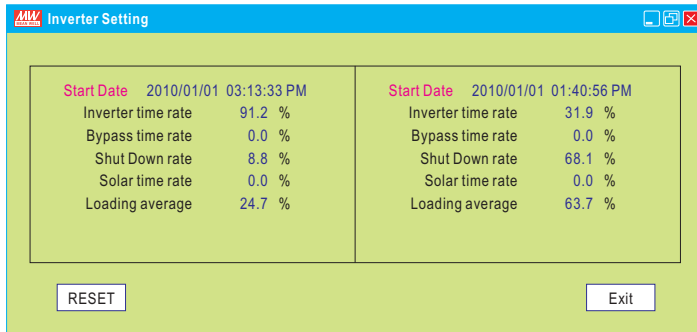 MW MEAN WELL Inverter Setting
Start Date 2010/01/01 03:13:33 PM
Inverter time rate 91.2 %
Bypass time rate 0.0 %
Shut Down rate 8.8 %
Solar time rate 0.0 %
Loading average 24.7 %
Start Date 2010/01/01 01:40:56 PM
Inverter time rate 31.9 %
Bypass time rate 0.0 %
Shut Down rate 68.1 %
Solar time rate 0.0 %
Loading average 63.7 %
RESET
Exit